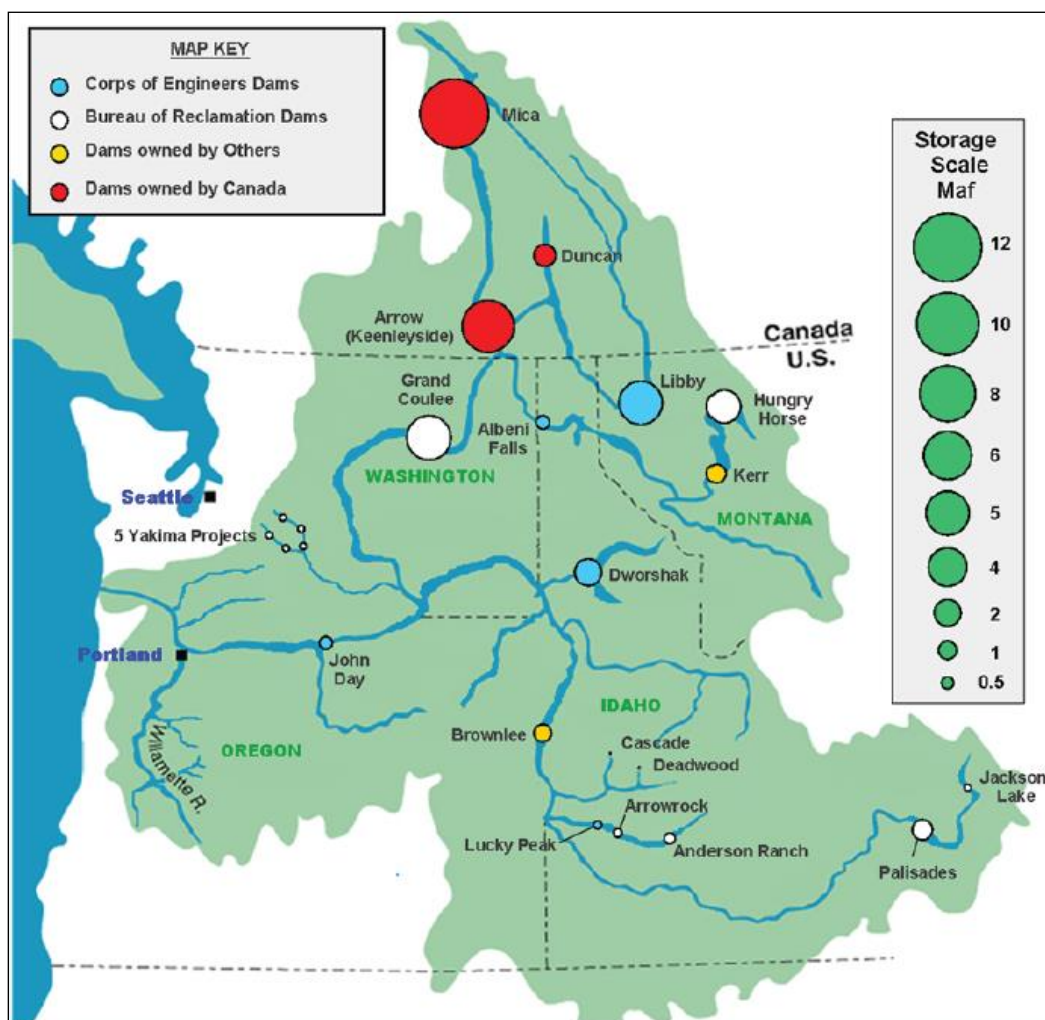 MAP KEY
Corps of Engineers Dams
Bureau of Reclamation Dams
Dams owned by Others
Dams owned by Canada
Storage
Scale
Maf
12
10
8
6
5
4
2
1
0.5
Mica
Duncan
Arrow
(Keenleyside)
Canada
U.S.
Grand
Coulee
Libby
Hungry
Horse
Albeni
Falls
Kerr
WASHINGTON
Seattle
MONTANA
5 Yakima Projects
Dworshak
Portland
John
Day
IDAHO
Brownlee
OREGON
Willamette R.
Cascade
Deadwood
Jackson
Lake
Arrowrock
Lucky Peak
Anderson Ranch
Palisades